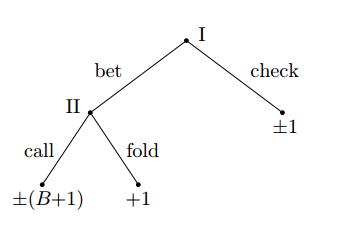 I
bet
check
II
±1
call
fold
±(B+1)
+1